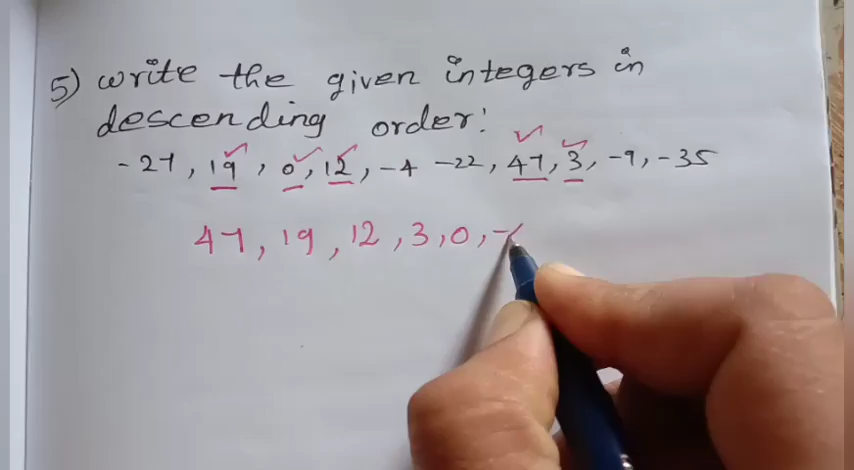 5) write the given integers in
descending order:
-27, 19, 0, 12, -4 -22, 47, 3, -9, -35
47, 19, 12, 3, 0, -